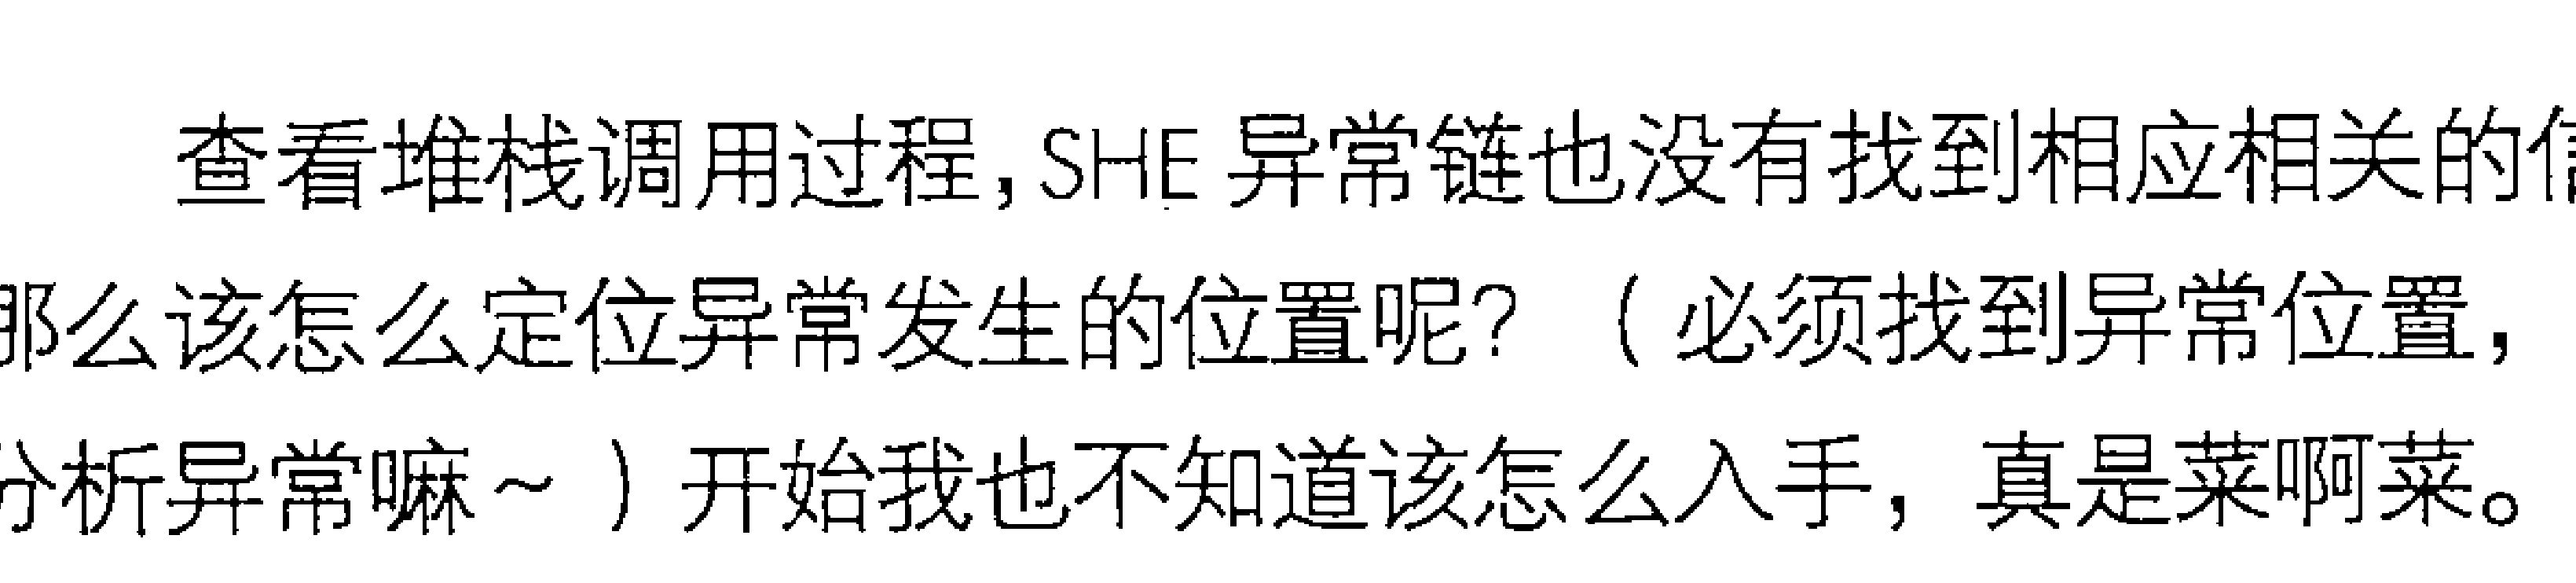 查看堆栈调用过程,SHE 异常链也没有找到相应相关的信
那么该怎么定位异常发生的位置呢？（必须找到异常位置，
分析异常嘛～）开始我也不知道该怎么入手，真是菜啊菜。